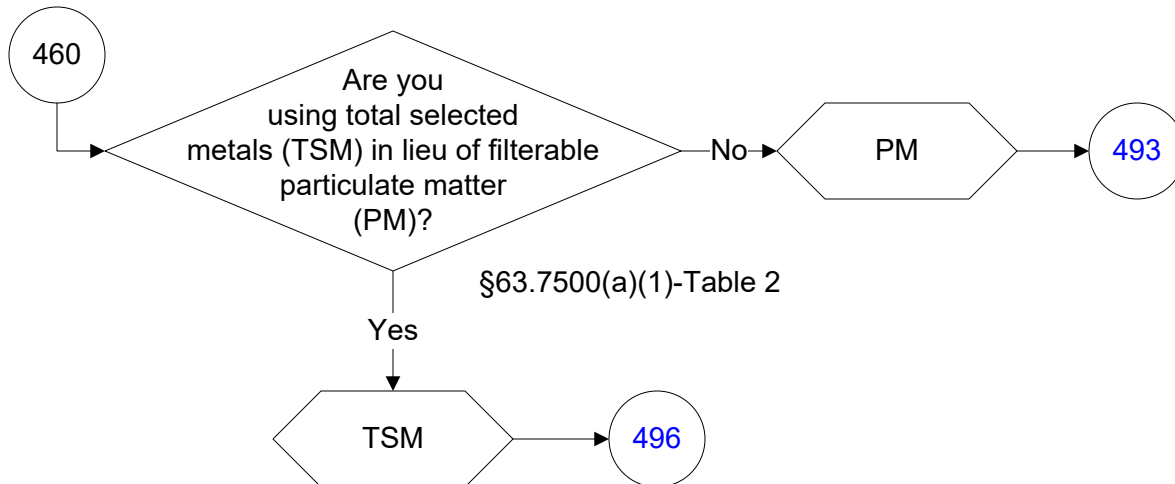 460
Are you
using total selected
metals (TSM) in lieu of filterable
particulate matter
(PM)?
No
PM
493
§63.7500(a)(1)-Table 2
Yes
TSM
496